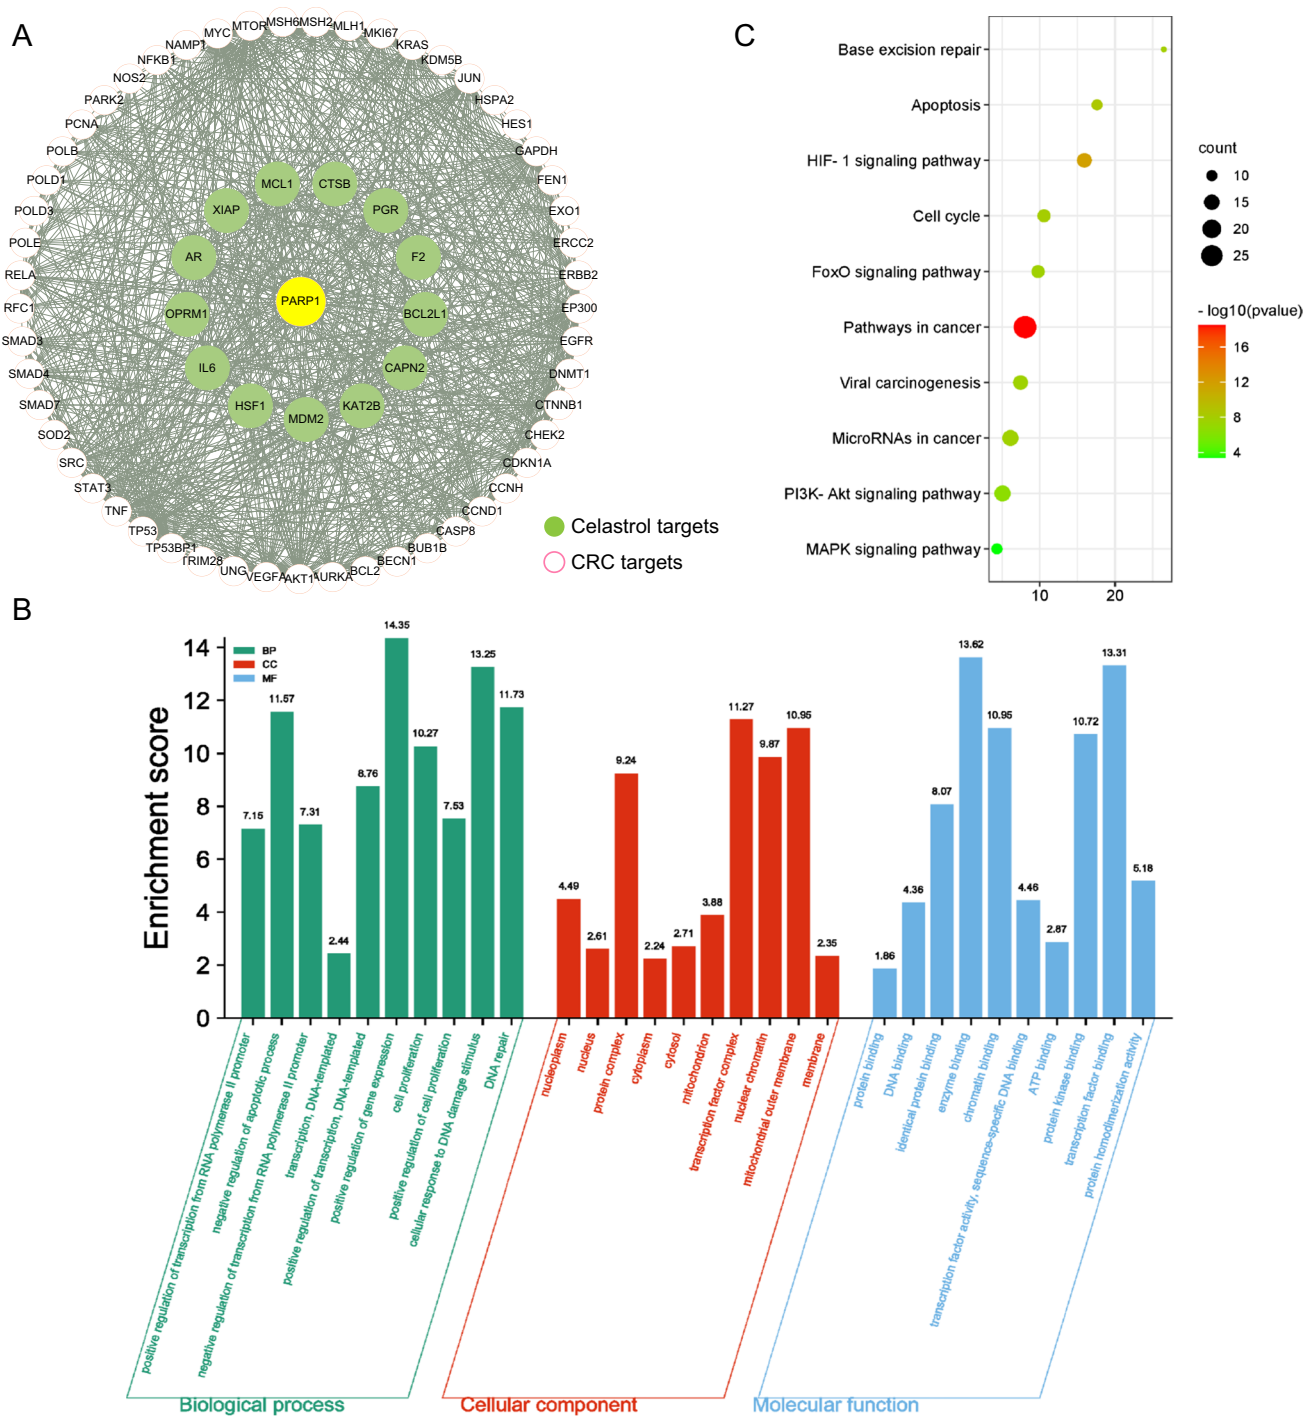 A
MYC
MTOR
MSH6
MSH2
MLH1
MKI67
KRAS
KDM5B
JUN
HSPA2
HES1
GAPDH
FEN1
EXO1
ERCC2
ERBB2
EP300
EGFR
DNMT1
CTNNB1
CHEK2
CDKN1A
CCNH
CCND1
CASP8
BUB1B
BECN1
BCL2
AURKA
AKT1
VEGFA
UNG
TRIM28
TP53BP1
TP53
TNF
STAT3
SRC
SOD2
SMAD7
SMAD4
SMAD3
RFC1
RELA
POLE
POLD3
POLD1
POLB
PCNA
PARK2
NOS2
NFKB1
NAMPT
MCL1
CTSB
PGR
F2
BCL2L1
CAPN2
KAT2B
MDM2
HSF1
IL6
OPRM1
AR
XIAP
PARP1
Celastrol targets
CRC targets
C
Base excision repair
Apoptosis
HIF- 1 signaling pathway
Cell cycle
FoxO signaling pathway
Pathways in cancer
Viral carcinogenesis
MicroRNAs in cancer
PI3K- Akt signaling pathway
MAPK signaling pathway
10
20
count
10
15
20
25
- log10(pvalue)
16
12
8
4
B
Enrichment score
14
12
10
8
6
4
2
0
BP
CC
MF
7.15
11.57
7.31
2.44
8.76
14.35
10.27
7.53
13.25
11.73
4.49
2.61
9.24
2.24
2.71
3.88
11.27
9.87
10.95
2.35
1.86
4.36
8.07
13.62
10.95
4.46
2.87
10.72
13.31
5.18
positive regulation of transcription from RNA polymerase II promoter
negative regulation of apoptotic process
negative regulation of transcription from RNA polymerase II promoter
transcription, DNA-templated
positive regulation of transcription, DNA-templated
positive regulation of gene expression
cell proliferation
positive regulation of cell proliferation
cellular response to DNA damage stimulus
DNA repair
nucleoplasm
nucleus
protein complex
cytoplasm
cytosol
mitochondrion
transcription factor complex
nuclear chromatin
mitochondrial outer membrane
membrane
protein binding
DNA binding
identical protein binding
enzyme binding
chromatin binding
transcription factor activity, sequence-specific DNA binding
ATP binding
protein kinase binding
transcription factor binding
protein homodimerization activity
Biological process
Cellular component
Molecular function